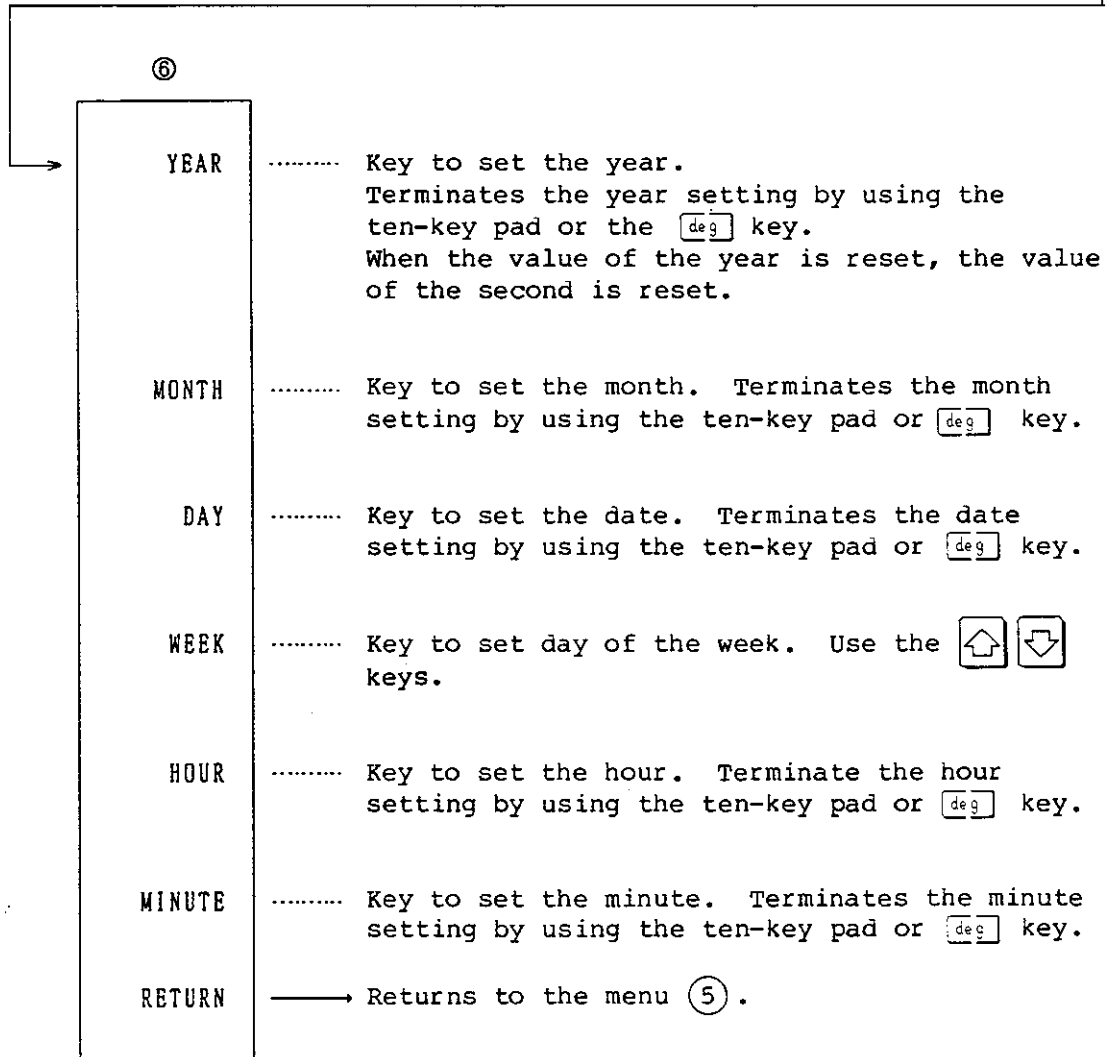 ⑥
YEAR ·········· Key to set the year.
Terminates the year setting by using the
ten-key pad or the deg key.
When the value of the year is reset, the value
of the second is reset.
MONTH ·········· Key to set the month. Terminates the month
setting by using the ten-key pad or deg key.
DAY ·········· Key to set the date. Terminates the date
setting by using the ten-key pad or deg key.
WEEK ·········· Key to set day of the week. Use the ⇧ ⇩
keys.
HOUR ·········· Key to set the hour. Terminate the hour
setting by using the ten-key pad or deg key.
MINUTE ·········· Key to set the minute. Terminates the minute
setting by using the ten-key pad or deg key.
RETURN ⟶ Returns to the menu ⑤.